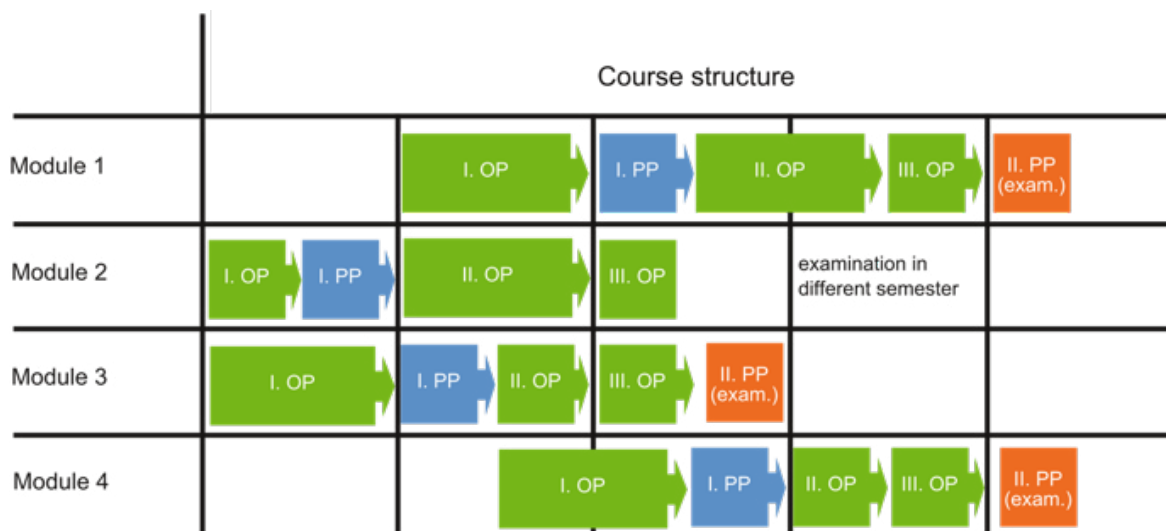 Course structure
Module 1
I. OP
I. PP
II. OP
III. OP
II. PP
(exam.)
Module 2
I. OP
I. PP
II. OP
III. OP
examination in
different semester
Module 3
I. OP
I. PP
II. OP
III. OP
II. PP
(exam.)
Module 4
I. OP
I. PP
II. OP
III. OP
II. PP
(exam.)